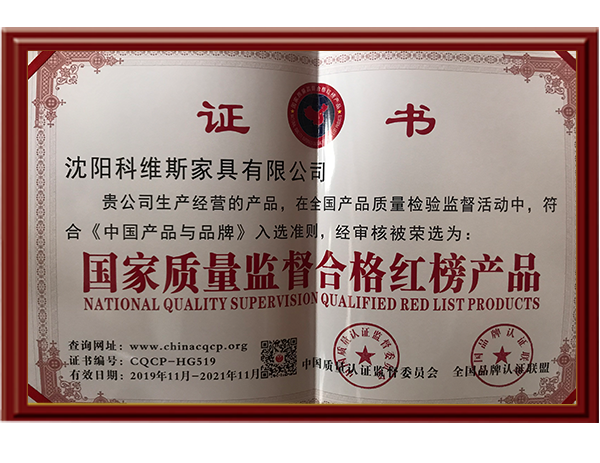 证 书
沈阳科维斯家具有限公司
贵公司生产经营的产品，在全国产品质量检验监督活动中，符
合《中国产品与品牌》入选准则，经审核被荣选为：
国家质量监督合格红榜产品
NATIONAL QUALITY SUPERVISION QUALIFIED RED LIST PRODUCTS
查询网址：www.chinacqcp.org
证书编号：CQCP-HG519
有效日期：2019年11月-2021年11月
中国质量认证监督委员会 全国品牌认证联盟